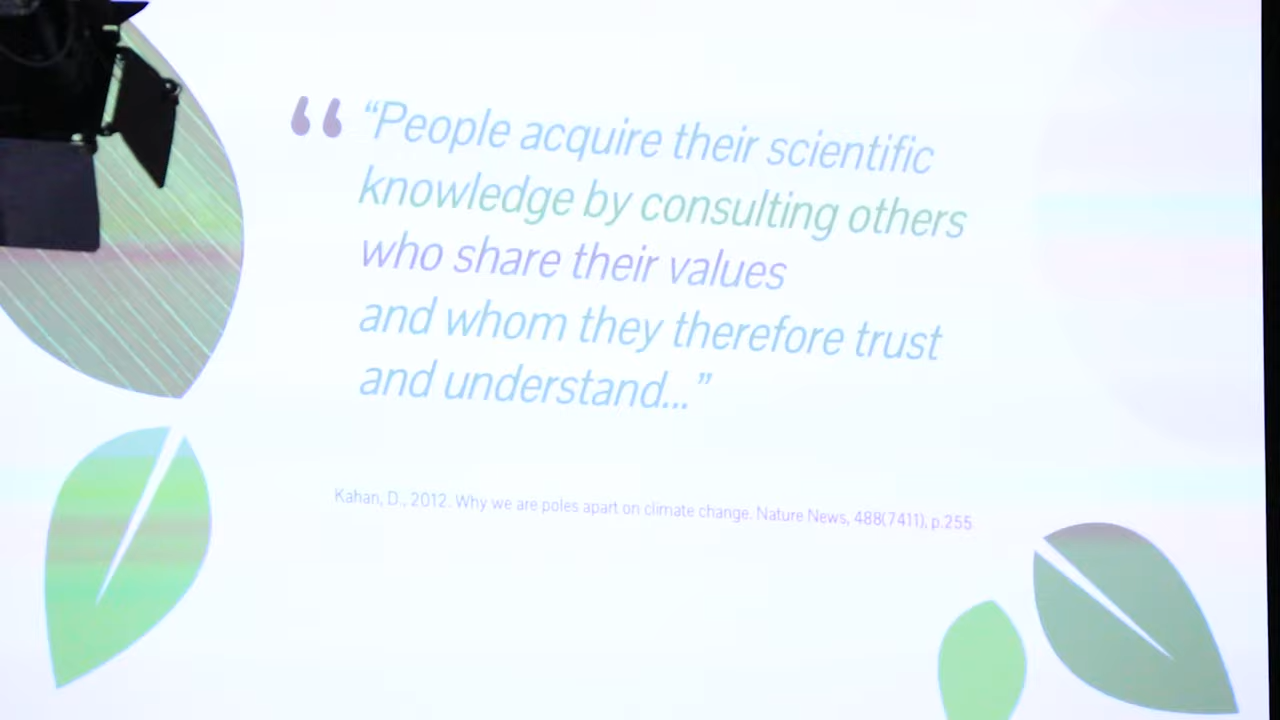 “People acquire their scientific
knowledge by consulting others
who share their values
and whom they therefore trust
and understand...”
Kahan, D., 2012. Why we are poles apart on climate change. Nature News, 488(7411), p.255